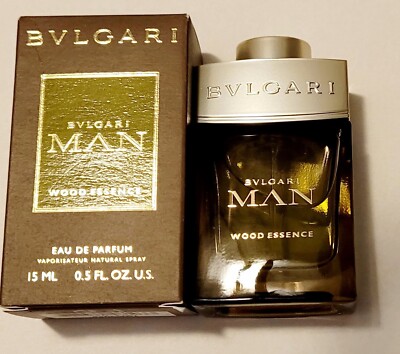 BVLGARI
BVLGARI
MAN
WOOD ESSENCE
EAU DE PARFUM
VAPORISATEUR NATURAL SPRAY
15 ML 0.5 FL. OZ. U.S.
BVLGARI
BVLGARI
MAN
WOOD ESSENCE